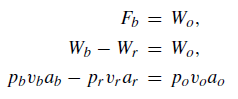 F_b = W_o,
W_b − W_r = W_o,
p_b v_b a_b − p_r v_r a_r = p_o v_o a_o